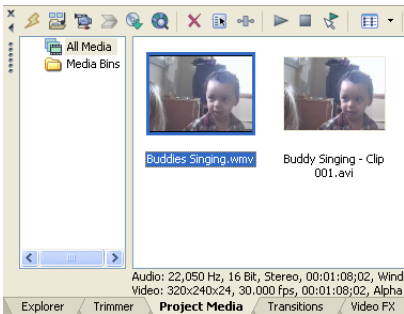 All Media
Media Bins
Buddies Singing.wmv
Buddy Singing - Clip
001.avi
Audio: 22,050 Hz, 16 Bit, Stereo, 00:01:08;02, Wind
Video: 320x240x24, 30.000 fps, 00:01:08;02, Alpha
Explorer Trimmer Project Media Transitions Video FX